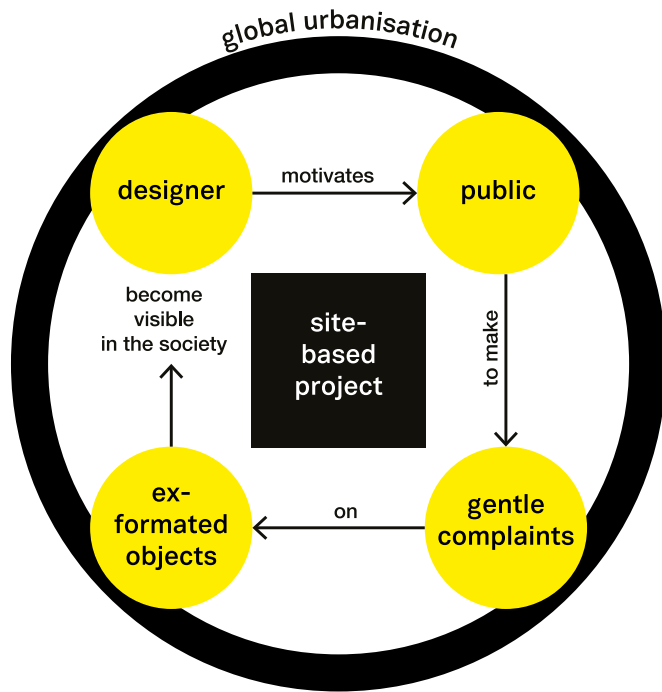 global urbanisation
designer
motivates
public
become
visible
in the society
site-
based
project
to make
ex-
formated
objects
on
gentle
complaints